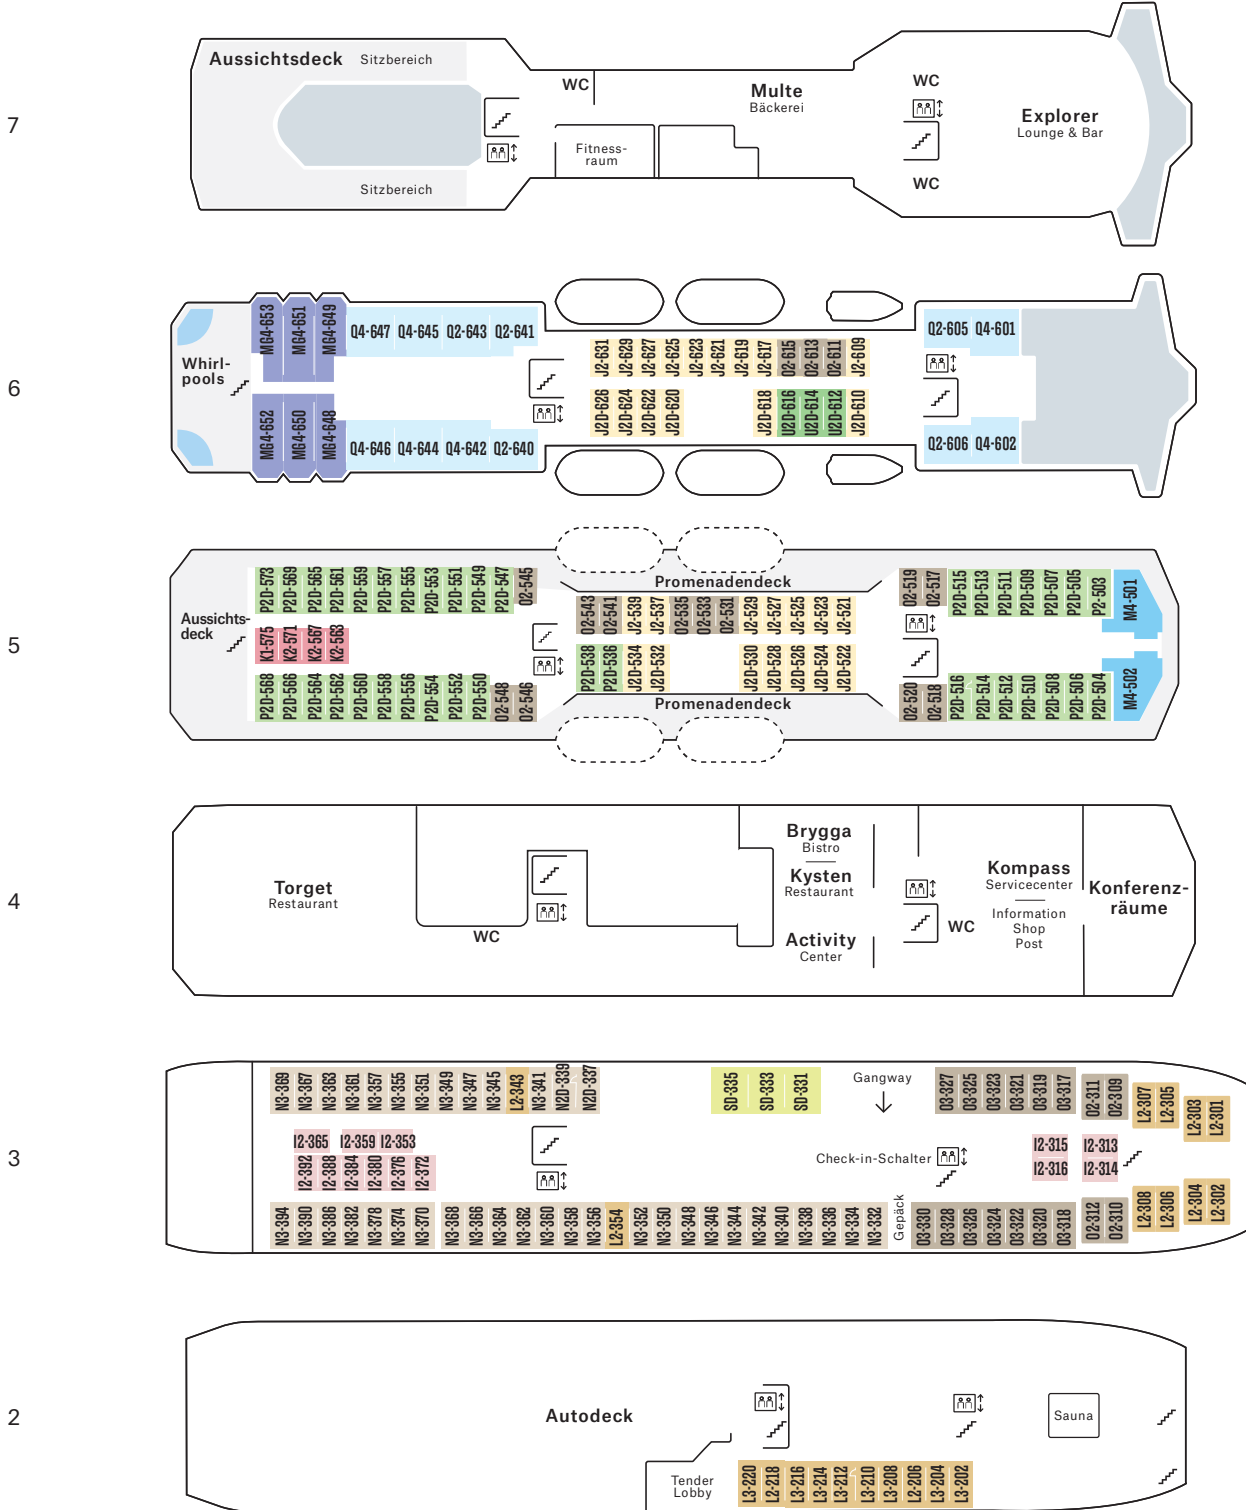 7
Aussichtsdeck
Sitzbereich
Sitzbereich
WC
Fitness-
raum
Multe
Bäckerei
WC
WC
Explorer
Lounge & Bar
6
Whirl-
pools
MG4-653
MG4-651
MG4-649
Q4-647
Q4-645
Q2-643
Q2-641
J2-631
J2-629
J2-627
J2-625
J2-623
J2-621
J2-619
J2-617
O2-615
O2-613
O2-611
J2-609
Q2-605
Q4-601
MG4-652
MG4-650
MG4-648
Q4-646
Q4-644
Q4-642
Q2-640
J2D-626
J2D-624
J2D-622
J2D-620
J2D-618
U2D-616
U2D-614
U2D-612
J2D-610
Q2-606
Q4-602
5
Aussichts-
deck
Promenadendeck
P2D-573
P2D-569
P2D-565
P2D-561
P2D-559
P2D-557
P2D-555
P2D-553
P2D-551
P2D-549
P2D-547
O2-545
O2-543
O2-541
J2-539
J2-537
O2-535
O2-533
O2-531
J2-529
J2-527
J2-525
J2-523
J2-521
O2-519
O2-517
P2D-515
P2D-513
P2D-511
P2D-509
P2D-507
P2D-505
P2-503
M4-501
K1-575
K2-571
K2-567
K2-563
P2D-568
P2D-566
P2D-564
P2D-562
P2D-560
P2D-558
P2D-556
P2D-554
P2D-552
P2D-550
O2-548
O2-546
P2D-538
P2D-536
J2D-534
J2D-532
J2D-530
J2D-528
J2D-526
J2D-524
J2D-522
O2-520
O2-518
P2D-516
P2D-514
P2D-512
P2D-510
P2D-508
P2D-506
P2D-504
M4-502
Promenadendeck
4
Torget
Restaurant
WC
Brygga
Bistro
Kysten
Restaurant
Activity
Center
WC
Kompass
Servicecenter
Information
Shop
Post
Konferenz-
räume
3
N3-369
N3-367
N3-363
N3-361
N3-357
N3-355
N3-351
N3-349
N3-347
N3-345
L2-343
N3-341
N2D-339
N2D-337
SD-335
SD-333
SD-331
Gangway
O3-327
O3-325
O3-323
O3-321
O3-319
O3-317
O2-311
O2-309
L2-307
L2-305
L2-303
L2-301
I2-365
I2-359
I2-353
I2-392
I2-388
I2-384
I2-380
I2-376
I2-372
Check-in-Schalter
I2-315
I2-313
I2-316
I2-314
N3-394
N3-390
N3-386
N3-382
N3-378
N3-374
N3-370
N3-368
N3-366
N3-364
N3-362
N3-360
N3-358
N3-356
L2-354
N3-352
N3-350
N3-348
N3-346
N3-344
N3-342
N3-340
N3-338
N3-336
N3-334
N3-332
Gepäck
O3-330
O3-328
O3-326
O3-324
O3-322
O3-320
O3-318
O2-312
O2-310
L2-308
L2-306
L2-304
L2-302
2
Autodeck
Sauna
Tender
Lobby
L3-220
L2-218
L3-216
L3-214
L3-212
L3-210
L3-208
L2-206
L3-204
L3-202